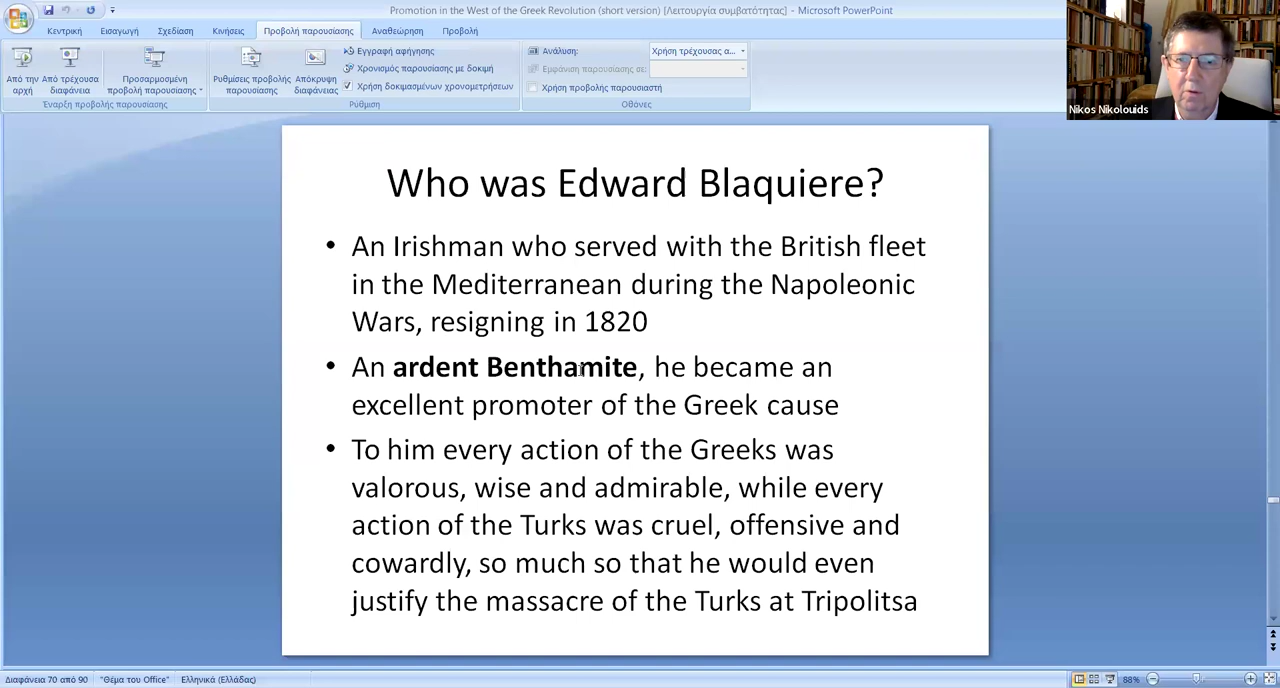 Promotion in the West of the Greek Revolution (short version) [Λειτουργία συμβατότητας] - Microsoft PowerPoint
Κεντρική Εισαγωγή Σχεδίαση Κινήσεις Προβολή παρουσίασης Αναθεώρηση Προβολή
Από την αρχή
Από τρέχουσα διαφάνεια
Προσαρμοσμένη προβολή παρουσίασης
Έναρξη προβολής παρουσίασης
Ρυθμίσεις προβολής παρουσίασης
Απόκρυψη διαφάνειας
Εγγραφή αφήγησης
Χρονισμός παρουσίασης με δοκιμή
Χρήση δοκιμασμένων χρονομετρήσεων
Ρύθμιση
Ανάλυση: Χρήση τρέχουσας α...
Εμφάνιση παρουσίασης σε:
Χρήση προβολής παρουσιαστή
Οθόνες
Nikos Nikolouids
Who was Edward Blaquiere?
• An Irishman who served with the British fleet
in the Mediterranean during the Napoleonic
Wars, resigning in 1820
• An ardent Benthamite, he became an
excellent promoter of the Greek cause
• To him every action of the Greeks was
valorous, wise and admirable, while every
action of the Turks was cruel, offensive and
cowardly, so much so that he would even
justify the massacre of the Turks at Tripolitsa
Διαφάνεια 70 από 90 "Θέμα του Office" Ελληνικά (Ελλάδας) 88%